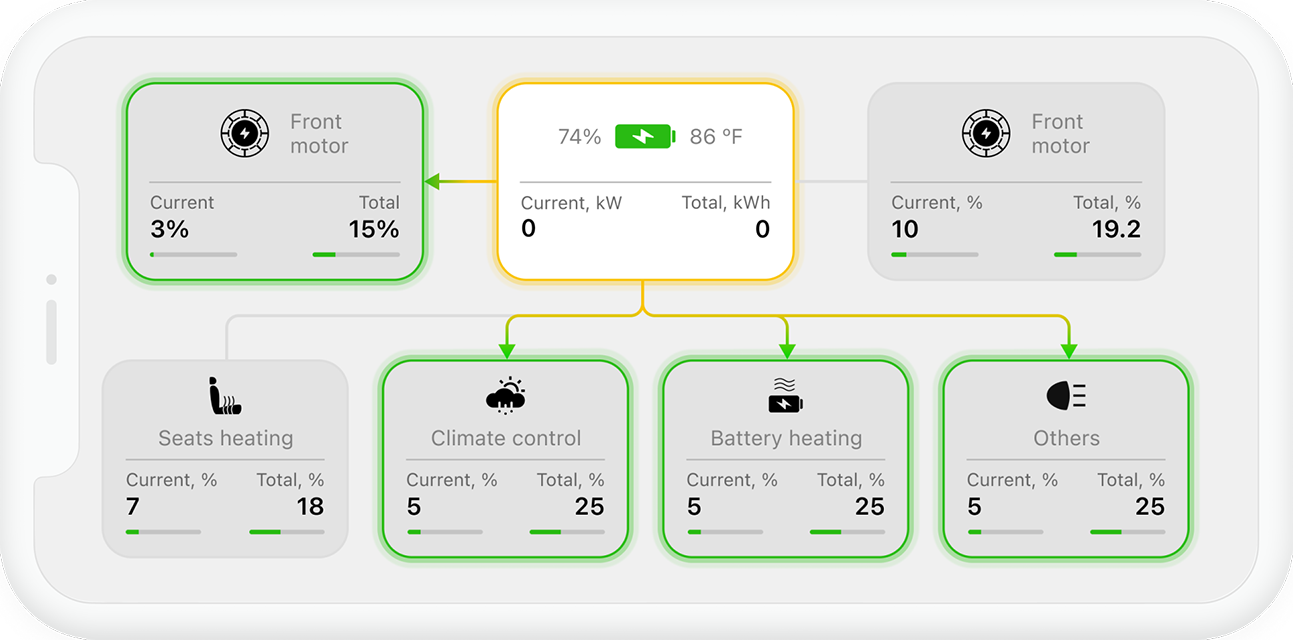 Front
motor
Current Total
3% 15%
74% 86 °F
Current, kW Total, kWh
0 0
Front
motor
Current, % Total, %
10 19.2
Seats heating
Current, % Total, %
7 18
Climate control
Current, % Total, %
5 25
Battery heating
Current, % Total, %
5 25
Others
Current, % Total, %
5 25